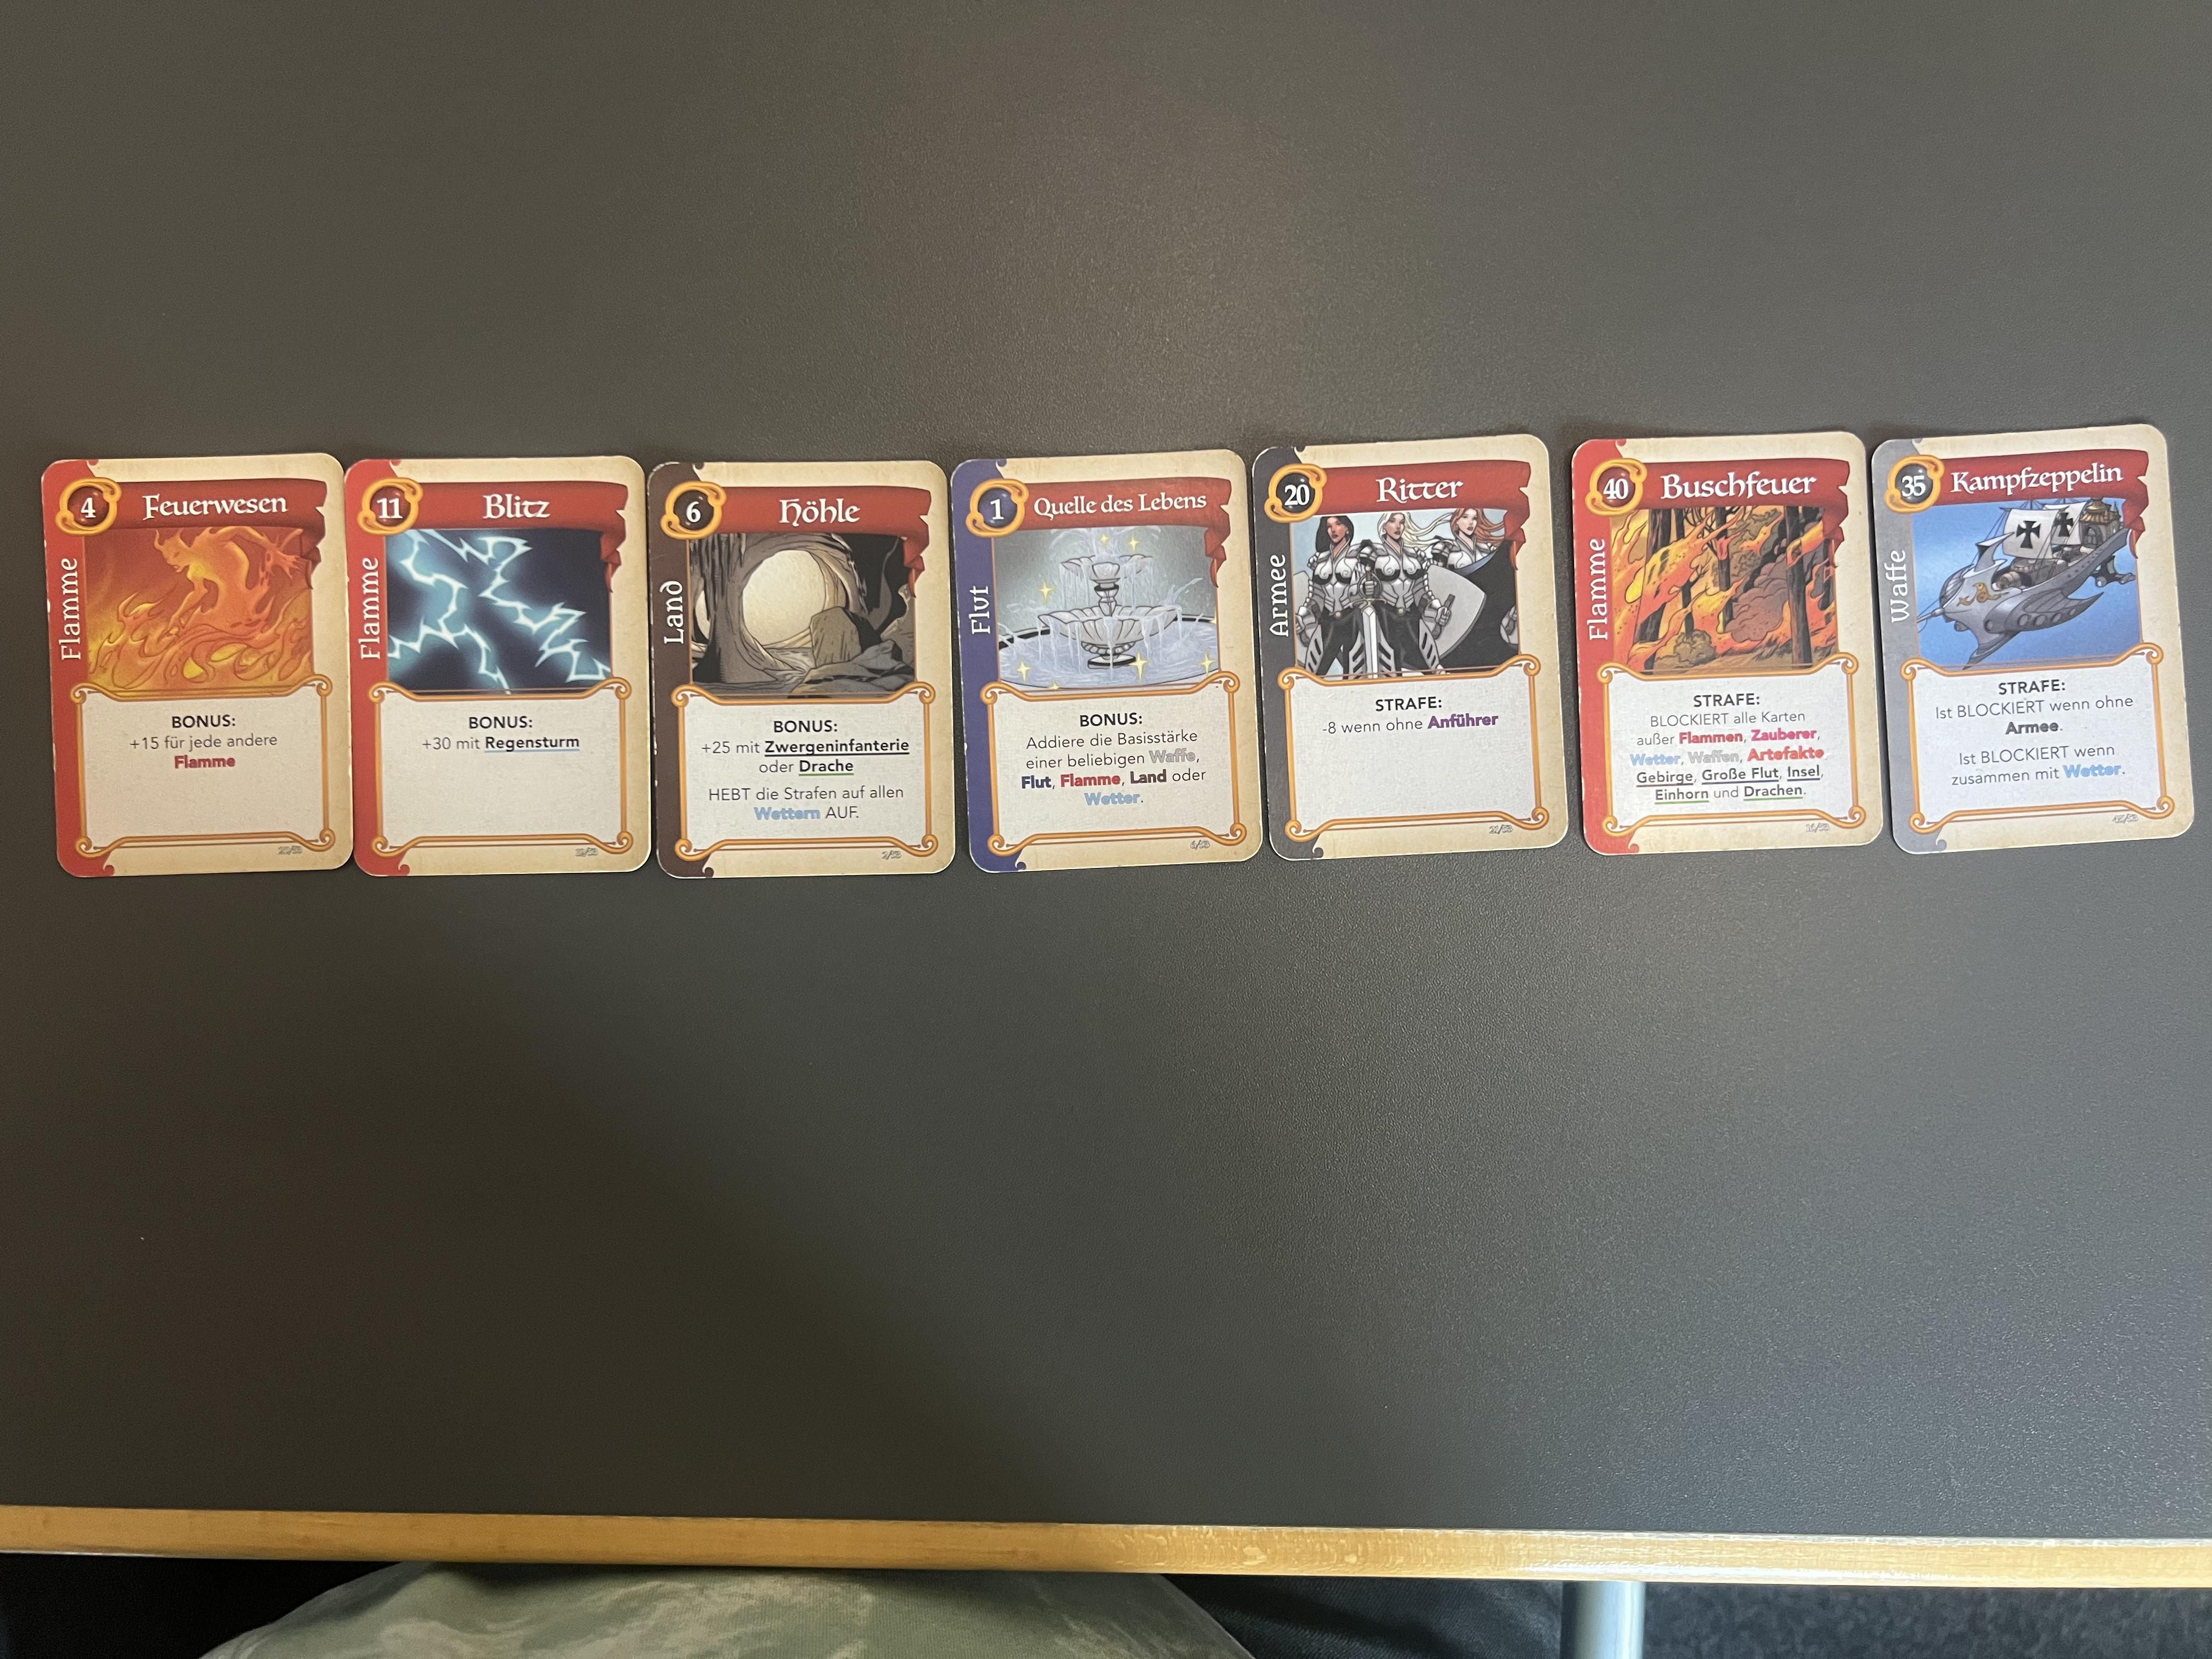 4
Feuerwesen
Flamme
BONUS:
+15 für jede andere
Flamme
11
Blitz
Flamme
BONUS:
+30 mit Regensturm
6
Höhle
Land
BONUS:
+25 mit Zwergeninfanterie
oder Drache
HEBT die Strafen auf allen
Wettern AUF.
1
Quelle des Lebens
Flut
BONUS:
Addiere die Basisstärke
einer beliebigen Waffe,
Flut, Flamme, Land oder
Wetter.
20
Ritter
Armee
STRAFE:
-8 wenn ohne Anführer
40
Buschfeuer
Flamme
STRAFE:
BLOCKIERT alle Karten
außer Flammen, Zauberer,
Wetter, Waffen, Artefakte
Gebirge, Große Flut, Insel,
Einhorn und Drachen.
35
Kampfzeppelin
Waffe
STRAFE:
Ist BLOCKIERT wenn ohne
Armee.
Ist BLOCKIERT wenn
zusammen mit Wetter.